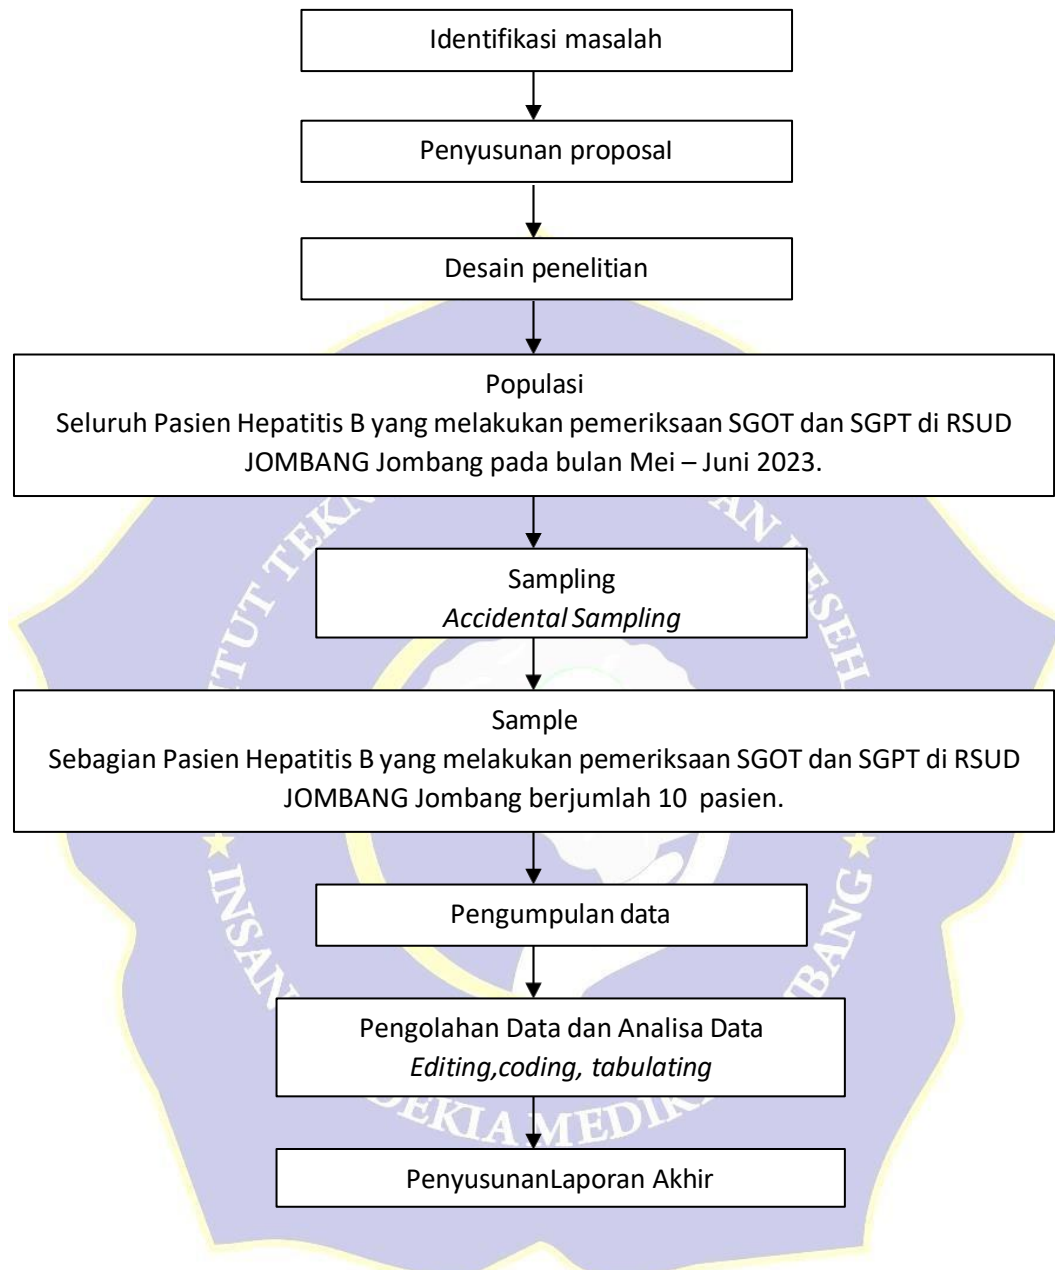 Identifikasi masalah
Penyusunan proposal
Desain penelitian
Populasi
Seluruh Pasien Hepatitis B yang melakukan pemeriksaan SGOT dan SGPT di RSUD
JOMBANG Jombang pada bulan Mei – Juni 2023.
Sampling
Accidental Sampling
Sample
Sebagian Pasien Hepatitis B yang melakukan pemeriksaan SGOT dan SGPT di RSUD
JOMBANG Jombang berjumlah 10 pasien.
Pengumpulan data
Pengolahan Data dan Analisa Data
Editing,coding, tabulating
PenyusunanLaporan Akhir
INSAN